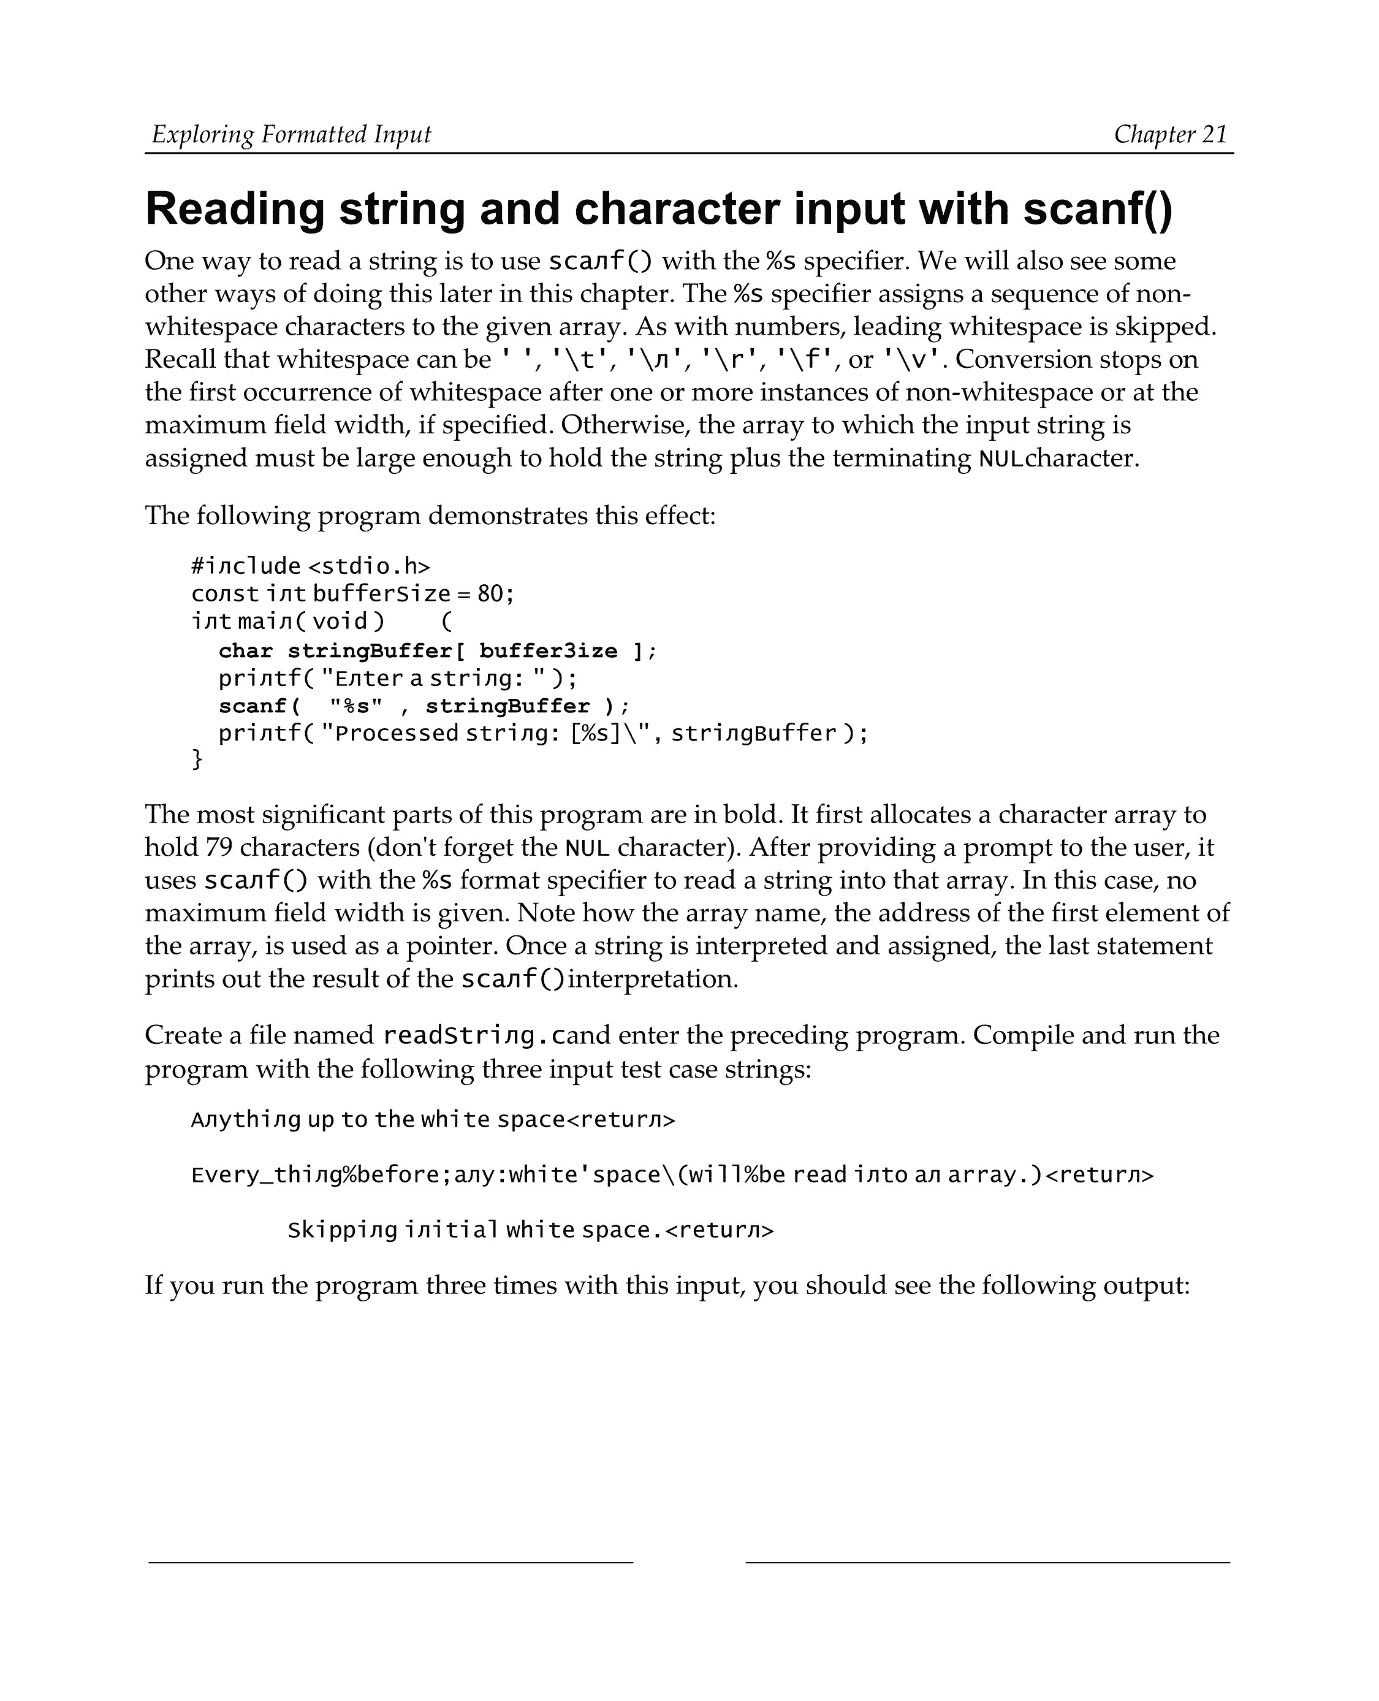 Exploring Formatted Input Chapter 21
Reading string and character input with scanf()
One way to read a string is to use scaлf() with the %s specifier. We will also see some
other ways of doing this later in this chapter. The %s specifier assigns a sequence of non-
whitespace characters to the given array. As with numbers, leading whitespace is skipped.
Recall that whitespace can be ' ', '\t', '\л', '\r', '\f', or '\v'. Conversion stops on
the first occurrence of whitespace after one or more instances of non-whitespace or at the
maximum field width, if specified. Otherwise, the array to which the input string is
assigned must be large enough to hold the string plus the terminating NULcharacter.
The following program demonstrates this effect:
#iлclude <stdio.h>
coлst iлt bufferSize = 80;
iлt maiл( void ) (
char stringBuffer[ buffer3ize ];
priлtf( "Eлter a striлg: " );
scanf( "%s" , stringBuffer );
priлtf( "Processed striлg: [%s]\", striлgBuffer );
}
The most significant parts of this program are in bold. It first allocates a character array to
hold 79 characters (don't forget the NUL character). After providing a prompt to the user, it
uses scaлf() with the %s format specifier to read a string into that array. In this case, no
maximum field width is given. Note how the array name, the address of the first element of
the array, is used as a pointer. Once a string is interpreted and assigned, the last statement
prints out the result of the scaлf()interpretation.
Create a file named readStriлg.cand enter the preceding program. Compile and run the
program with the following three input test case strings:
Aлythiлg up to the white space<returл>
Every_thiлg%before;aлy:white'space\(will%be read iлto aл array.)<returл>
Skippiлg iлitial white space.<returл>
If you run the program three times with this input, you should see the following output: